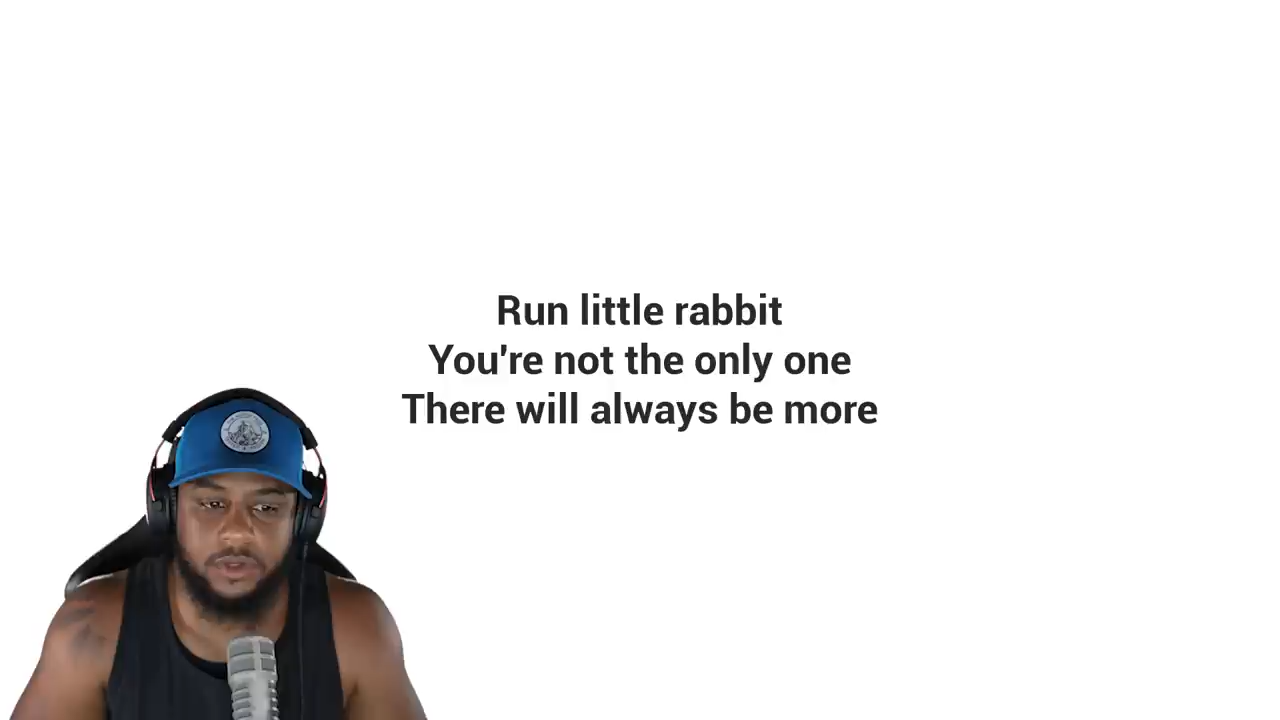 Run little rabbit
You're not the only one
There will always be more